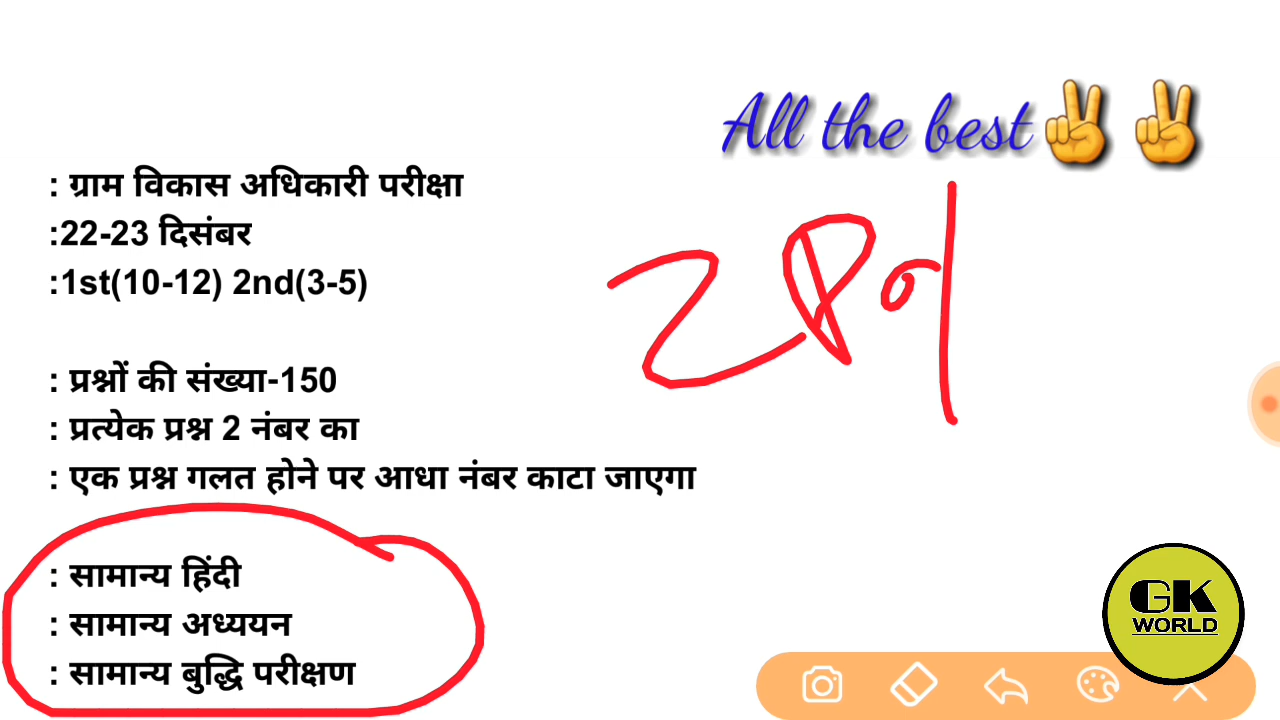 All the best✌✌
: ग्राम विकास अधिकारी परीक्षा
:22-23 दिसंबर
:1st(10-12) 2nd(3-5)
: प्रश्नों की संख्या-150
: प्रत्येक प्रश्न 2 नंबर का
: एक प्रश्न गलत होने पर आधा नंबर काटा जाएगा
: सामान्य हिंदी
: सामान्य अध्ययन
: सामान्य बुद्धि परीक्षण
GK
WORLD